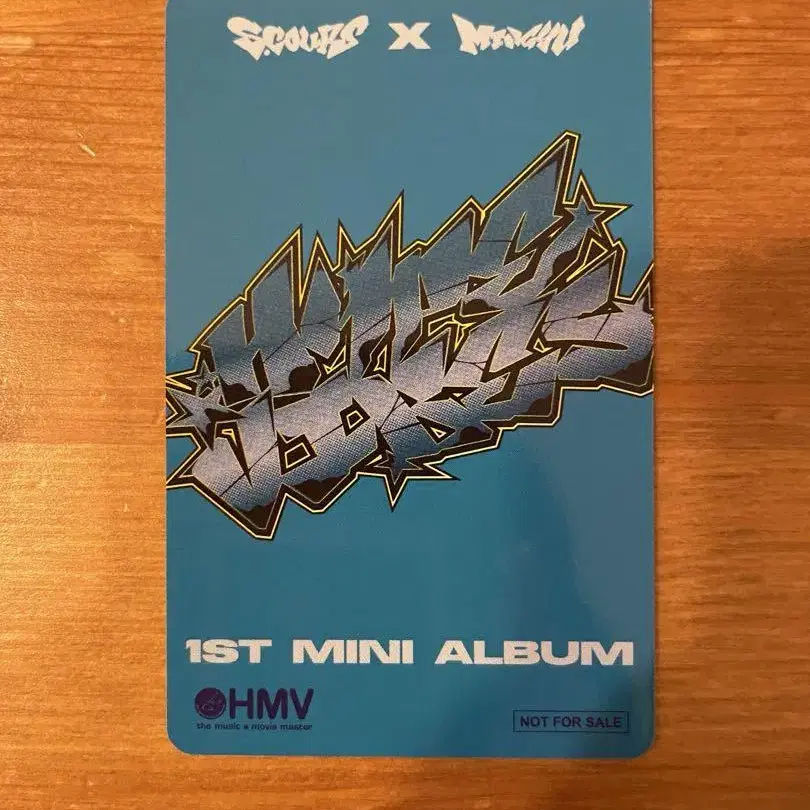 S.COUPS X MINGYU
1ST MINI ALBUM
HMV
the music & movie master
NOT FOR SALE